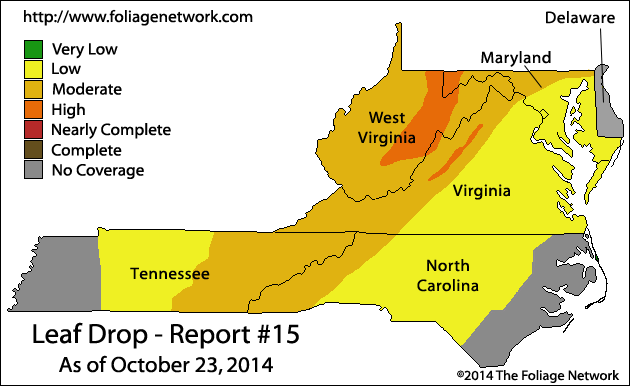 http://www.foliagenetwork.com
Delaware
Very Low
Low
Moderate
High
Nearly Complete
Complete
No Coverage
Maryland
West
Virginia
Virginia
Tennessee
North
Carolina
Leaf Drop - Report #15
As of October 23, 2014
©2014 The Foliage Network